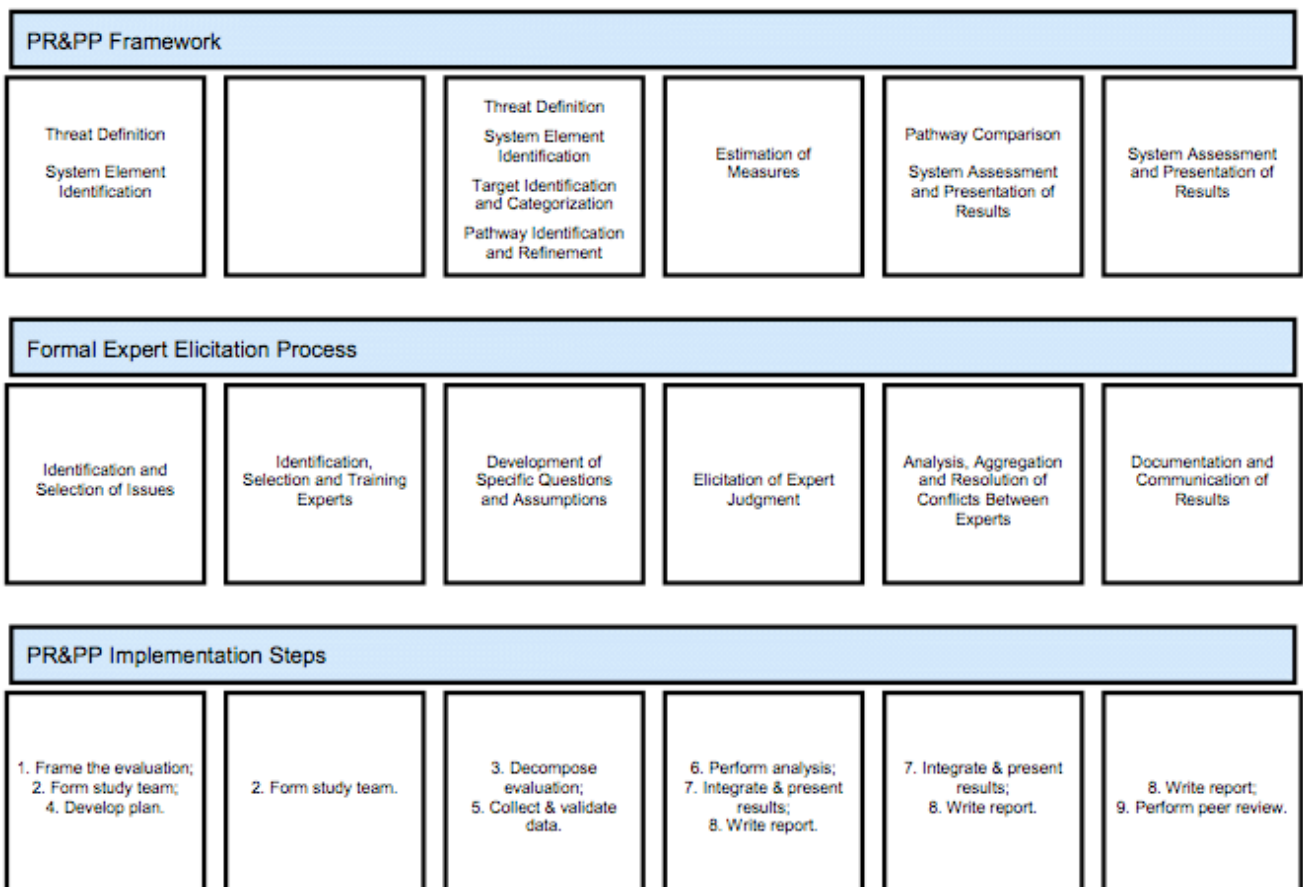 PR&PP Framework
Threat Definition
System Element
Identification
Threat Definition
System Element
Identification
Target Identification
and Categorization
Pathway Identification
and Refinement
Estimation of
Measures
Pathway Comparison
System Assessment
and Presentation of
Results
System Assessment
and Presentation of
Results
Formal Expert Elicitation Process
Identification and
Selection of Issues
Identification,
Selection and Training
Experts
Development of
Specific Questions
and Assumptions
Elicitation of Expert
Judgment
Analysis, Aggregation
and Resolution of
Conflicts Between
Experts
Documentation and
Communication of
Results
PR&PP Implementation Steps
1. Frame the evaluation;
2. Form study team;
4. Develop plan.
2. Form study team.
3. Decompose
evaluation;
5. Collect & validate
data.
6. Perform analysis;
7. Integrate & present
results;
8. Write report.
7. Integrate & present
results;
8. Write report.
8. Write report;
9. Perform peer review.